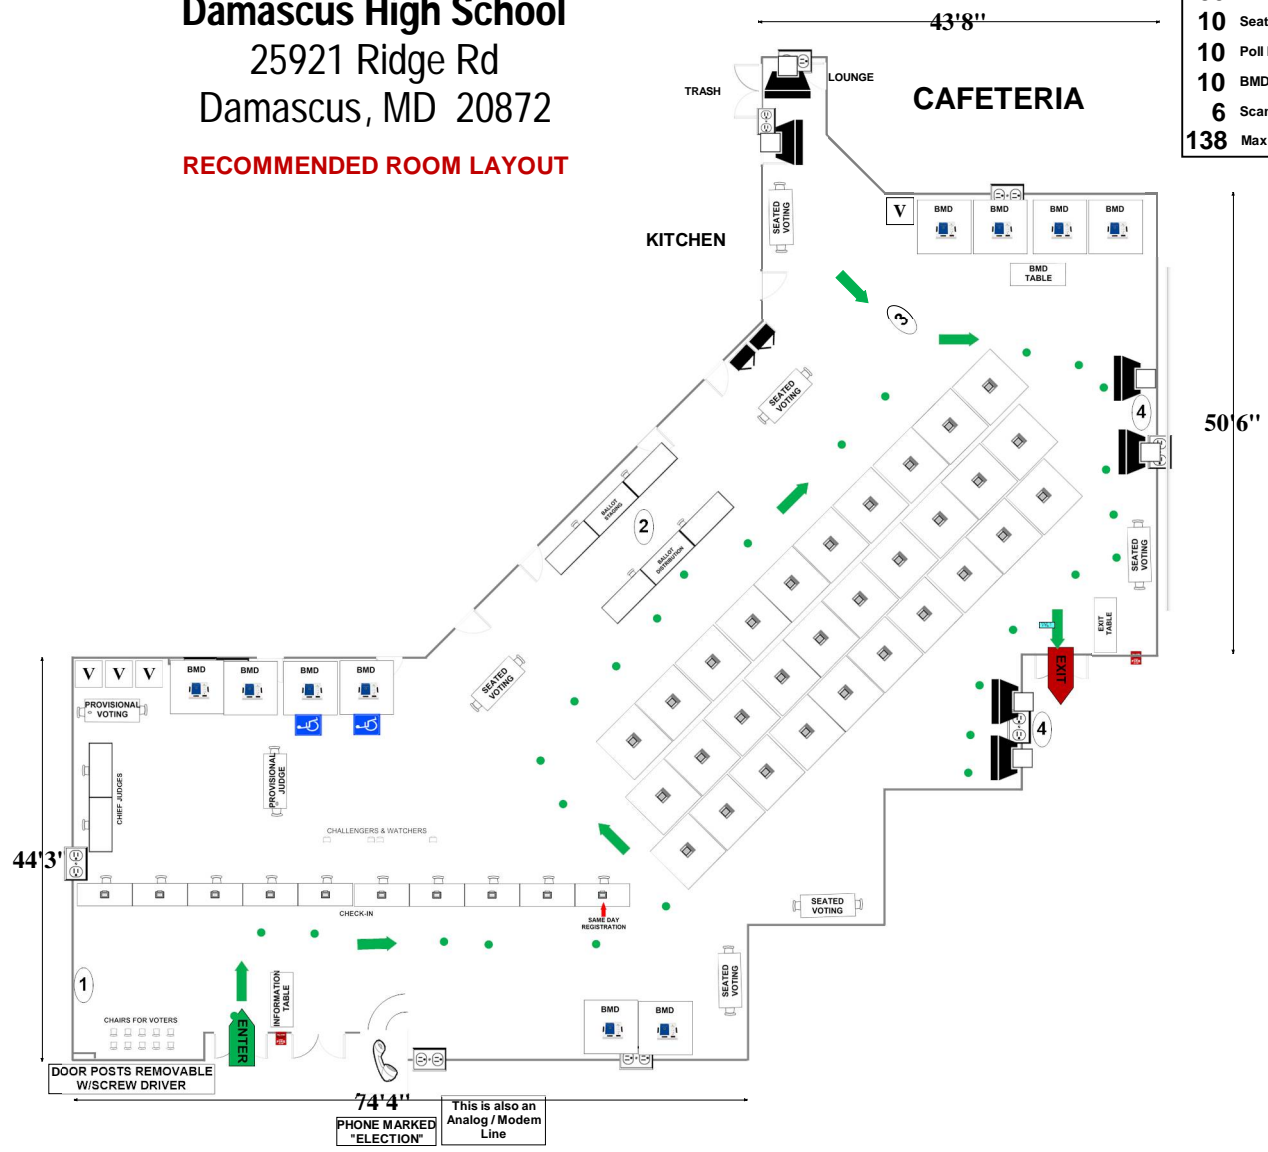 Damascus High School
25921 Ridge Rd
Damascus, MD 20872
RECOMMENDED ROOM LAYOUT
43'8"
10 Seat
10 Poll
10 BMD
6 Scan
138 Max
TRASH
LOUNGE
CAFETERIA
KITCHEN
SEATED
VOTING
V
BMD
BMD
BMD
BMD
BMD
TABLE
3
SEATED
VOTING
4
50'6"
BALLOT
STAGING
2
BALLOT
DISTRIBUTION
SEATED
VOTING
EXIT
TABLE
EXIT
4
V V V
BMD
BMD
BMD
BMD
SEATED
VOTING
PROVISIONAL
VOTING
CHIEF JUDGES
PROVISIONAL
JUDGE
CHALLENGERS & WATCHERS
44'3"
CHECK-IN
SAME DAY
REGISTRATION
SEATED
VOTING
SEATED
VOTING
1
INFORMATION
TABLE
CHAIRS FOR VOTERS
ENTER
BMD
BMD
DOOR POSTS REMOVABLE
W/SCREW DRIVER
74'4"
PHONE MARKED
"ELECTION"
This is also an
Analog / Modem
Line